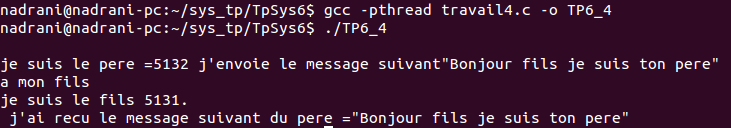 nadrani@nadrani-pc:~/sys_tp/TpSys6$ gcc -pthread travail4.c -o TP6_4
nadrani@nadrani-pc:~/sys_tp/TpSys6$ ./TP6_4
je suis le pere =5132 j'envoie le message suivant"Bonjour fils je suis ton pere"
a mon fils
je suis le fils 5131.
j'ai recu le message suivant du pere ="Bonjour fils je suis ton pere"